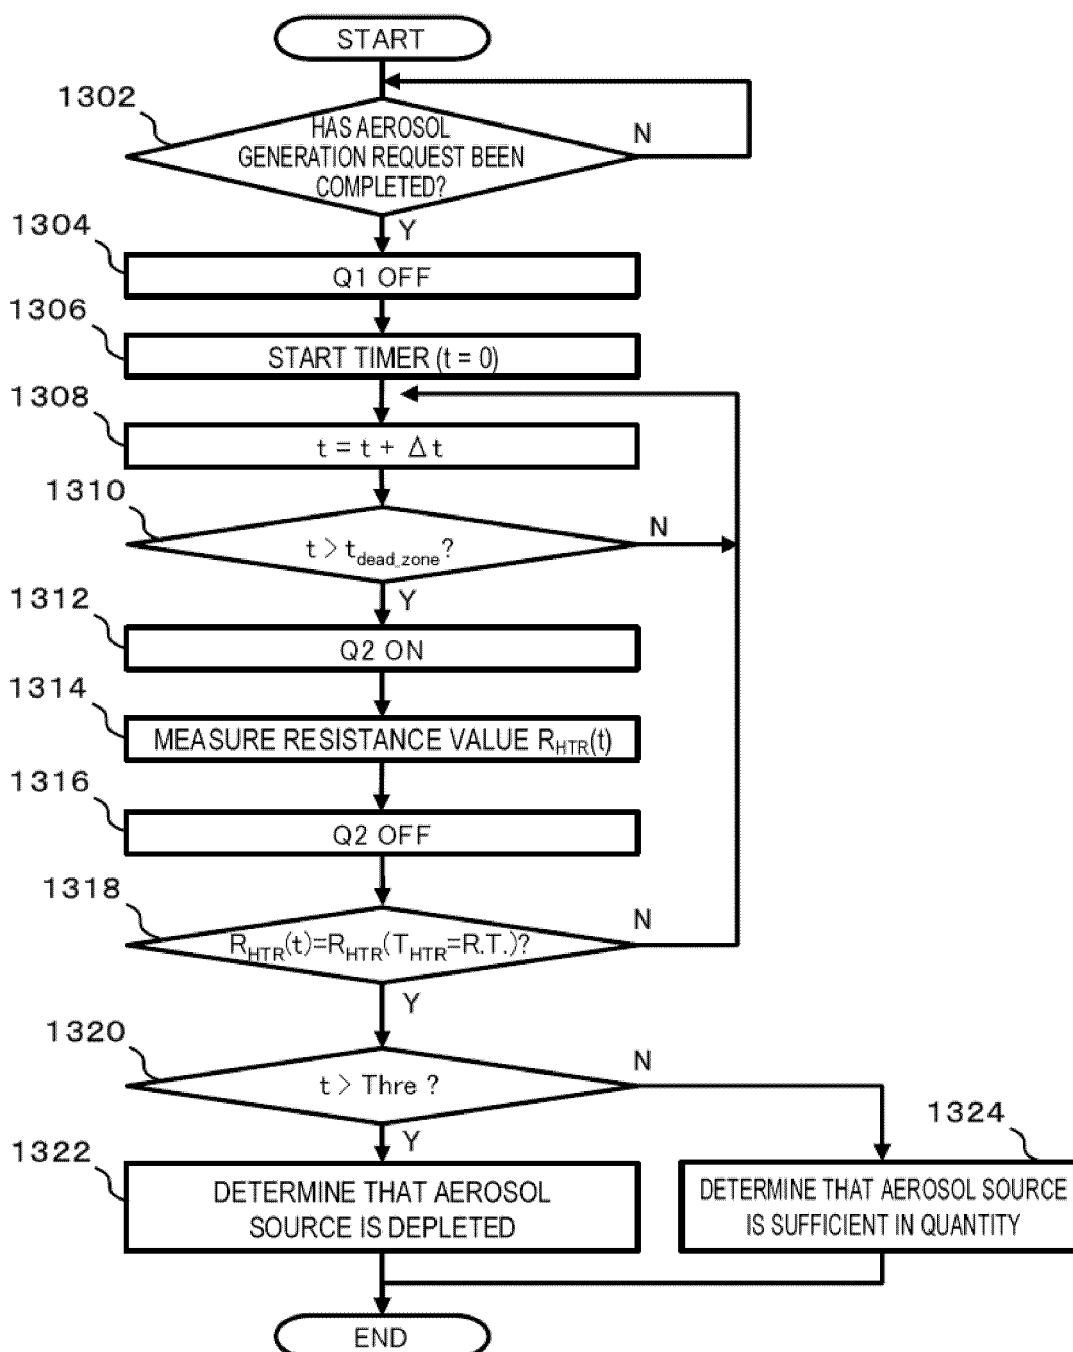 START
1302
HAS AEROSOL
GENERATION REQUEST BEEN
COMPLETED?
N
Y
1304
Q1 OFF
1306
START TIMER (t = 0)
1308
t = t + Δt
1310
t > t_dead_zone?
N
Y
1312
Q2 ON
1314
MEASURE RESISTANCE VALUE R_HTR(t)
1316
Q2 OFF
1318
R_HTR(t)=R_HTR(T_HTR=R.T.)?
N
Y
1320
t > Thre ?
N
Y
1322
DETERMINE THAT AEROSOL
SOURCE IS DEPLETED
1324
DETERMINE THAT AEROSOL SOURCE
IS SUFFICIENT IN QUANTITY
END